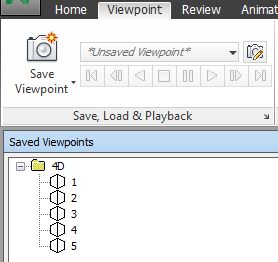 Home Viewpoint Review Animat
*Unsaved Viewpoint*
Save
Viewpoint
Save, Load & Playback
Saved Viewpoints
4D
1
2
3
4
5